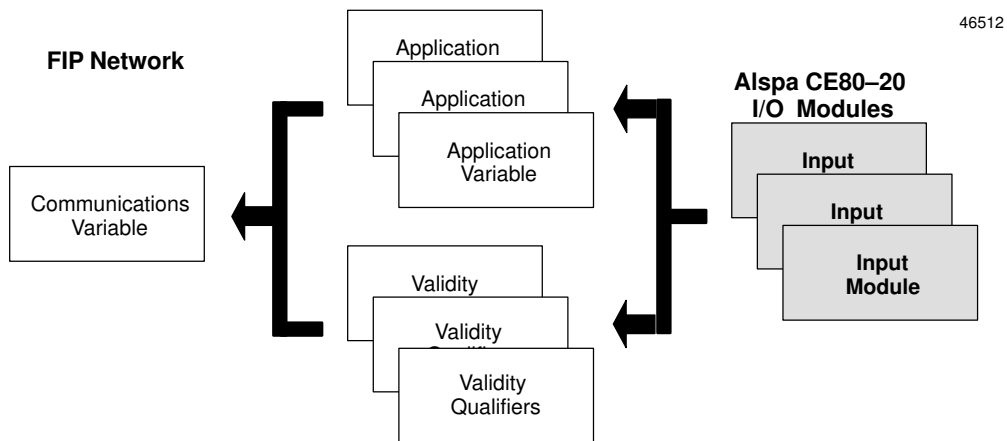 46512
FIP Network
Application
Application
Application
Variable
Alspa CE80–20
I/O Modules
Input
Input
Input
Module
Communications
Variable
Validity
Validity
Validity
Qualifiers